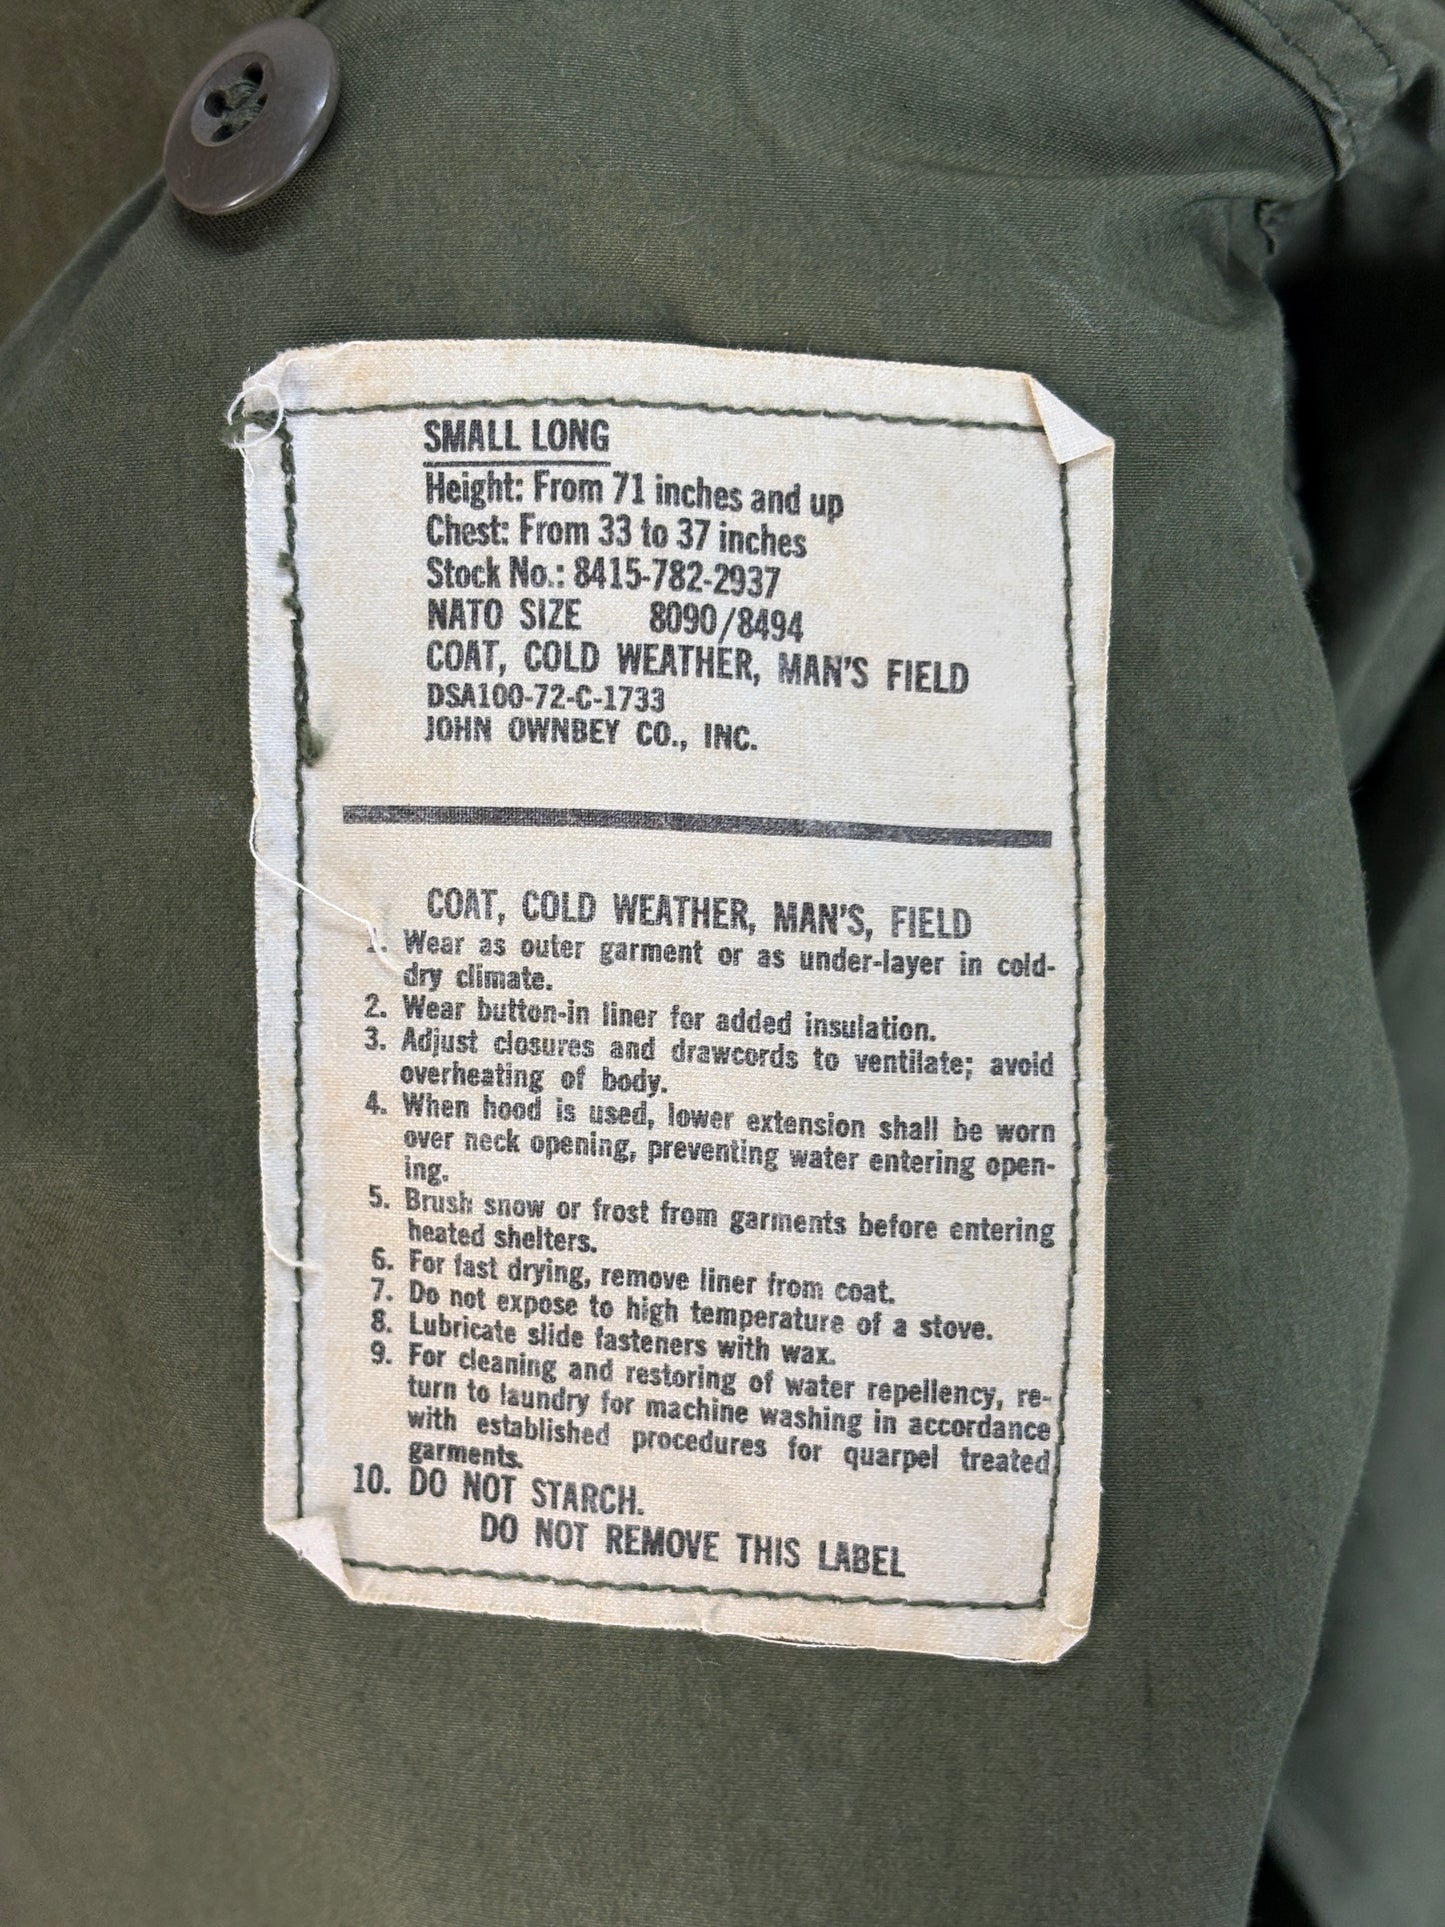 SMALL LONG
Height: From 71 inches and up
Chest: From 33 to 37 inches
Stock No.: 8415-782-2937
NATO SIZE 8090/8494
COAT, COLD WEATHER, MAN'S FIELD
DSA100-72-C-1733
JOHN OWNBEY CO., INC.
COAT, COLD WEATHER, MAN'S, FIELD
1. Wear as outer garment or as under-layer in cold-
dry climate.
2. Wear button-in liner for added insulation.
3. Adjust closures and drawcords to ventilate; avoid
overheating of body.
4. When hood is used, lower extension shall be worn
over neck opening, preventing water entering open-
ing.
5. Brush snow or frost from garments before entering
heated shelters.
6. For fast drying, remove liner from coat.
7. Do not expose to high temperature of a stove.
8. Lubricate slide fasteners with wax.
9. For cleaning and restoring of water repellency, re-
turn to laundry for machine washing in accordance
with established procedures for quarpel treated
garments.
10. DO NOT STARCH.
DO NOT REMOVE THIS LABEL